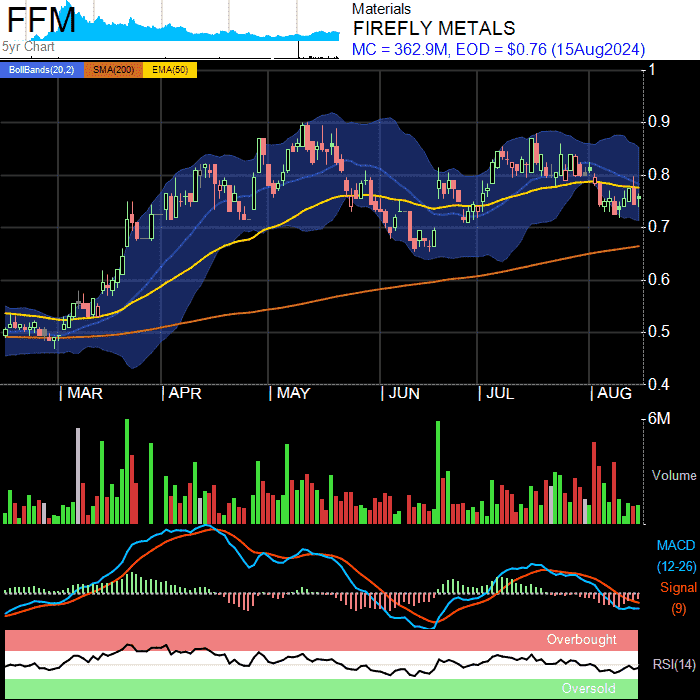 FFM
5yr Chart
Materials
FIREFLY METALS
MC = 362.9M, EOD = $0.76 (15Aug2024)
BollBands(20,2) SMA(200) EMA(50)
1
0.9
0.8
0.7
0.6
0.5
0.4
MAR APR MAY JUN JUL AUG
6M
Volume
MACD
(12-26)
Signal
(9)
Overbought
RSI(14)
Oversold